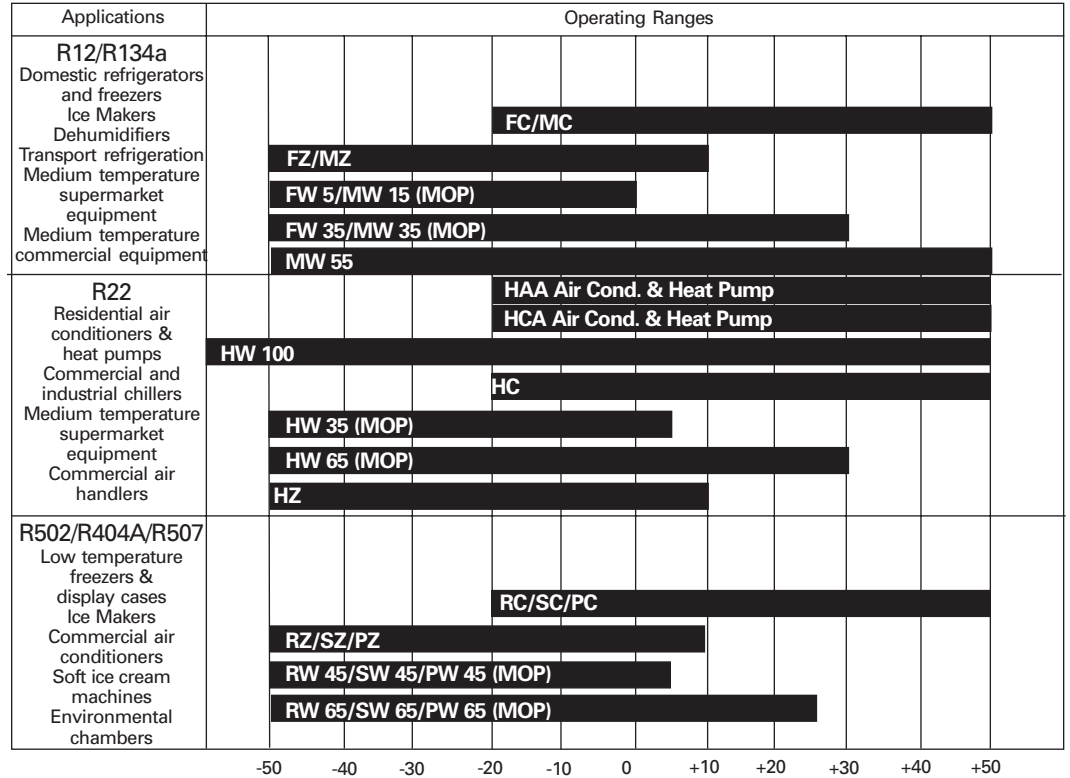 Applications
Operating Ranges
R12/R134a
Domestic refrigerators
and freezers
Ice Makers
Dehumidifiers
Transport refrigeration
Medium temperature
supermarket
equipment
Medium temperature
commercial equipment
FC/MC
FZ/MZ
FW 5/MW 15 (MOP)
FW 35/MW 35 (MOP)
MW 55
R22
Residential air
conditioners &
heat pumps
Commercial and
industrial chillers
Medium temperature
supermarket
equipment
Commercial air
handlers
HAA Air Cond. & Heat Pump
HCA Air Cond. & Heat Pump
HW 100
HC
HW 35 (MOP)
HW 65 (MOP)
HZ
R502/R404A/R507
Low temperature
freezers &
display cases
Ice Makers
Commercial air
conditioners
Soft ice cream
machines
Environmental
chambers
RC/SC/PC
RZ/SZ/PZ
RW 45/SW 45/PW 45 (MOP)
RW 65/SW 65/PW 65 (MOP)
-50 -40 -30 -20 -10 0 +10 +20 +30 +40 +50